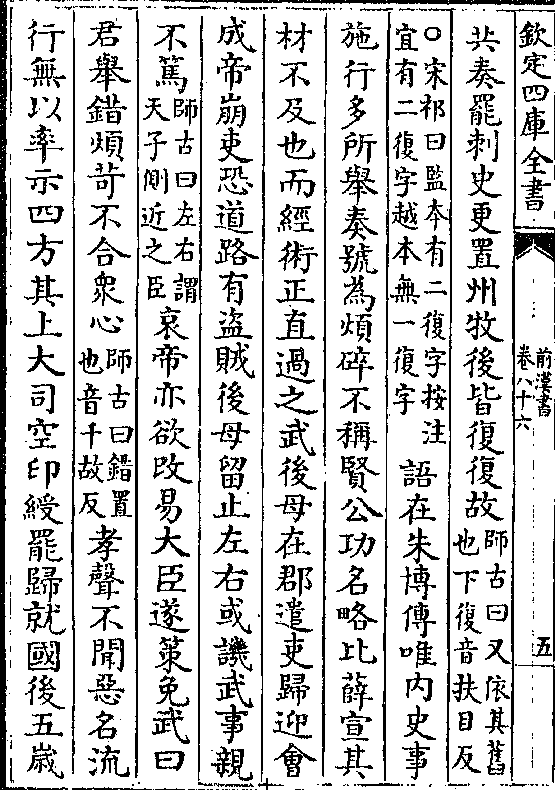 欽定四庫全書
前漢書
卷八十六
五
共奏罷刺史更置州牧後皆復復故師古曰又依其舊也下復音扶目反
○宋祁曰監本有二復字按注宜有二復字越本無一復字語在朱博傳唯內史事
施行多所舉奏號為煩碎不稱賢公功名略比薛宣其
材不及也而經術正直過之武後母在郡遣吏歸迎會
成帝崩吏恐道路有盜賊後母留止左右或譏武事親
不篤師古曰左右謂天子側近之臣哀帝亦欲改易大臣遂策免武曰
君舉錯煩苛不合衆心師古曰錯置也音千故反孝聲不聞惡名流
行無以率示四方其上大司空印綬罷歸就國後五嵗